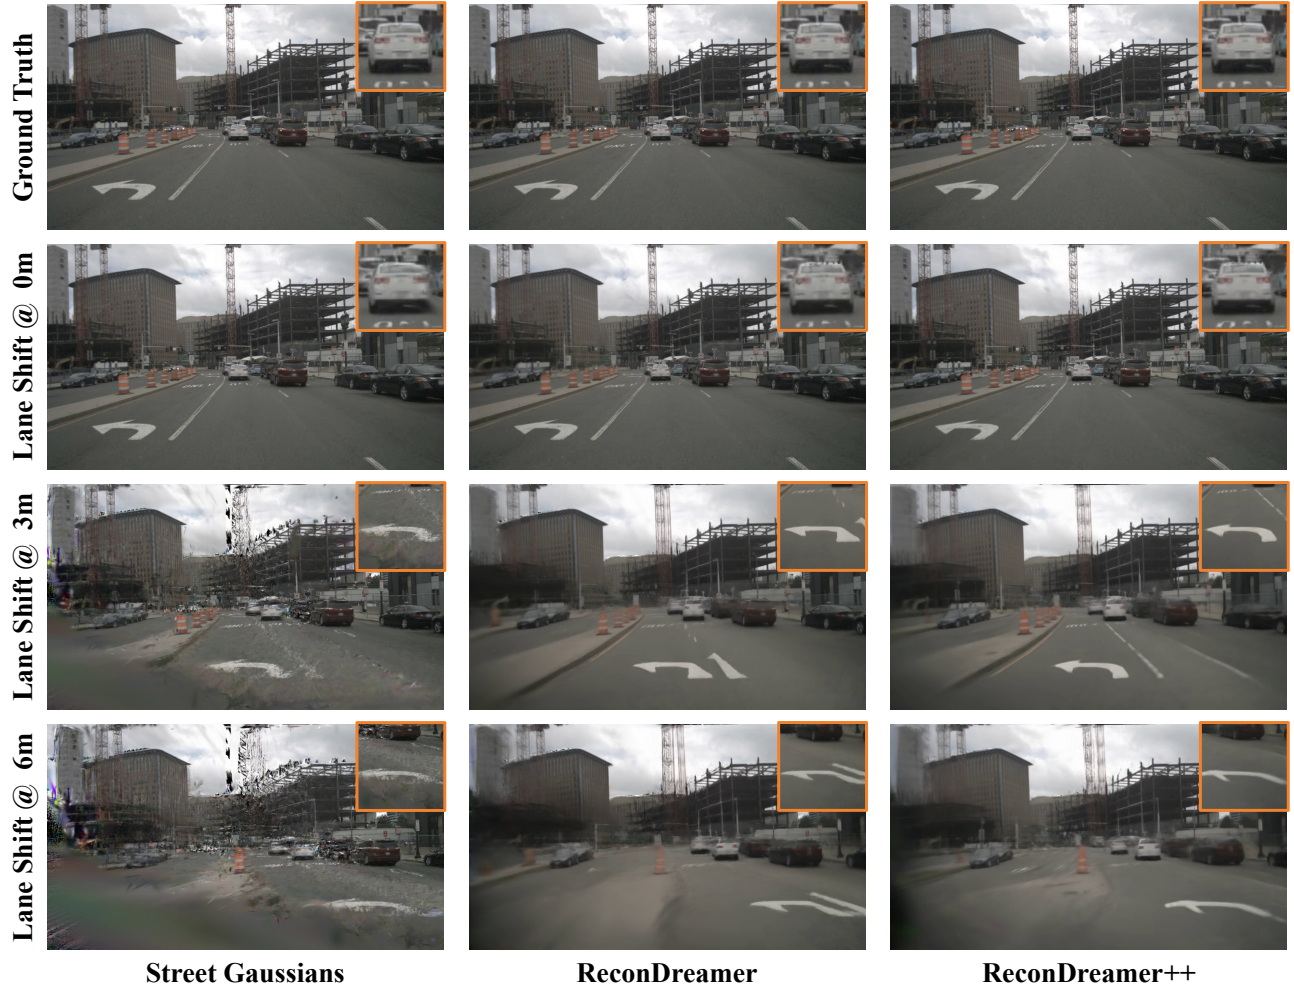 Ground Truth
Lane Shift @ 0m
Lane Shift @ 3m
Lane Shift @ 6m
Street Gaussians
ReconDreamer
ReconDreamer++